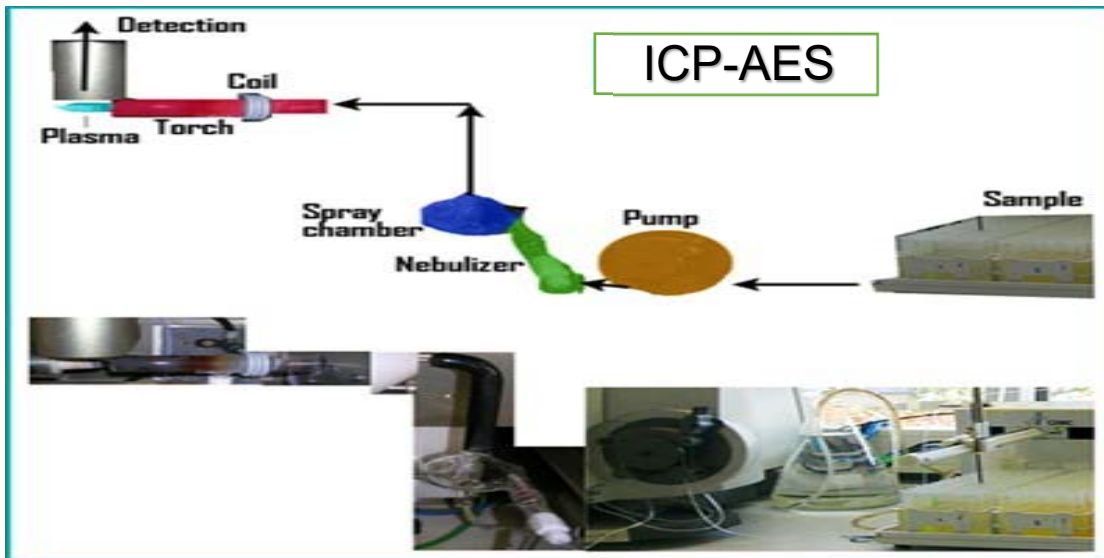 Detection
ICP-AES
Coil
Torch
Plasma
Sample
Spray
chamber
Pump
Nebulizer